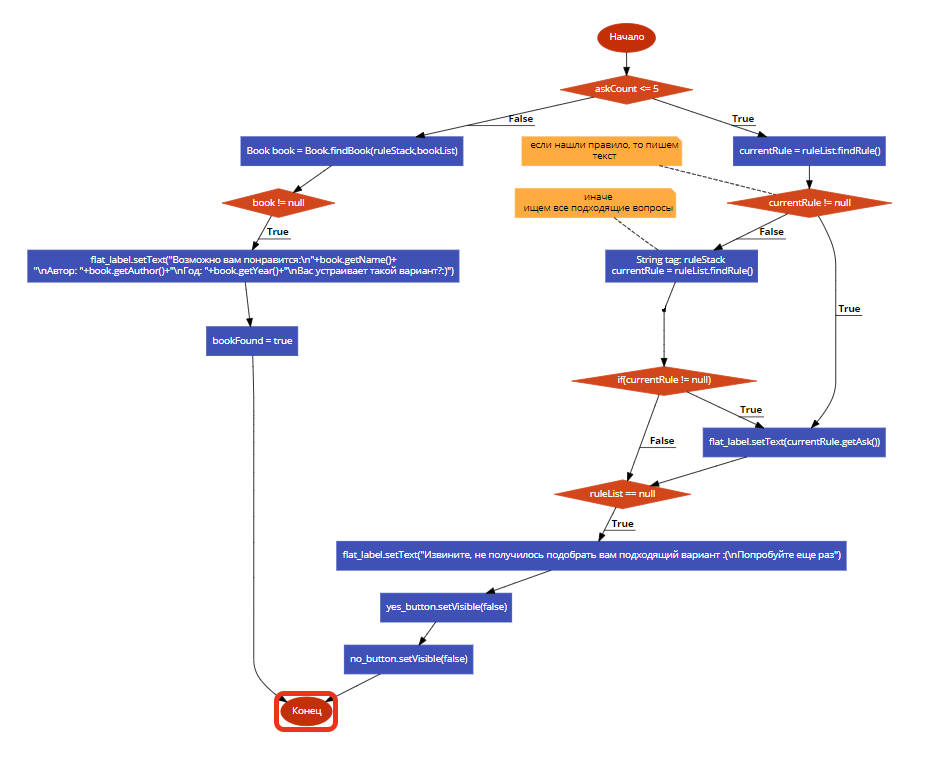 Начало
askCount <= 5
False
True
Book book = Book.findBook(ruleStack,bookList)
если нашли правило, то пишем
текст
currentRule = ruleList.findRule()
book != null
иначе
ищем все подходящие вопросы
currentRule != null
True
False
flat_label.setText("Возможно вам понравится:\n"+book.getName()+
"\nАвтор: "+book.getAuthor()+"\nГод: "+book.getYear()+"\nВас устраивает такой вариант?:)")
String tag: ruleStack
currentRule = ruleList.findRule()
True
bookFound = true
if(currentRule != null)
True
False
flat_label.setText(currentRule.getAsk())
ruleList == null
True
flat_label.setText("Извините, не получилось подобрать вам подходящий вариант :(\nПопробуйте еще раз")
yes_button.setVisible(false)
no_button.setVisible(false)
Конец